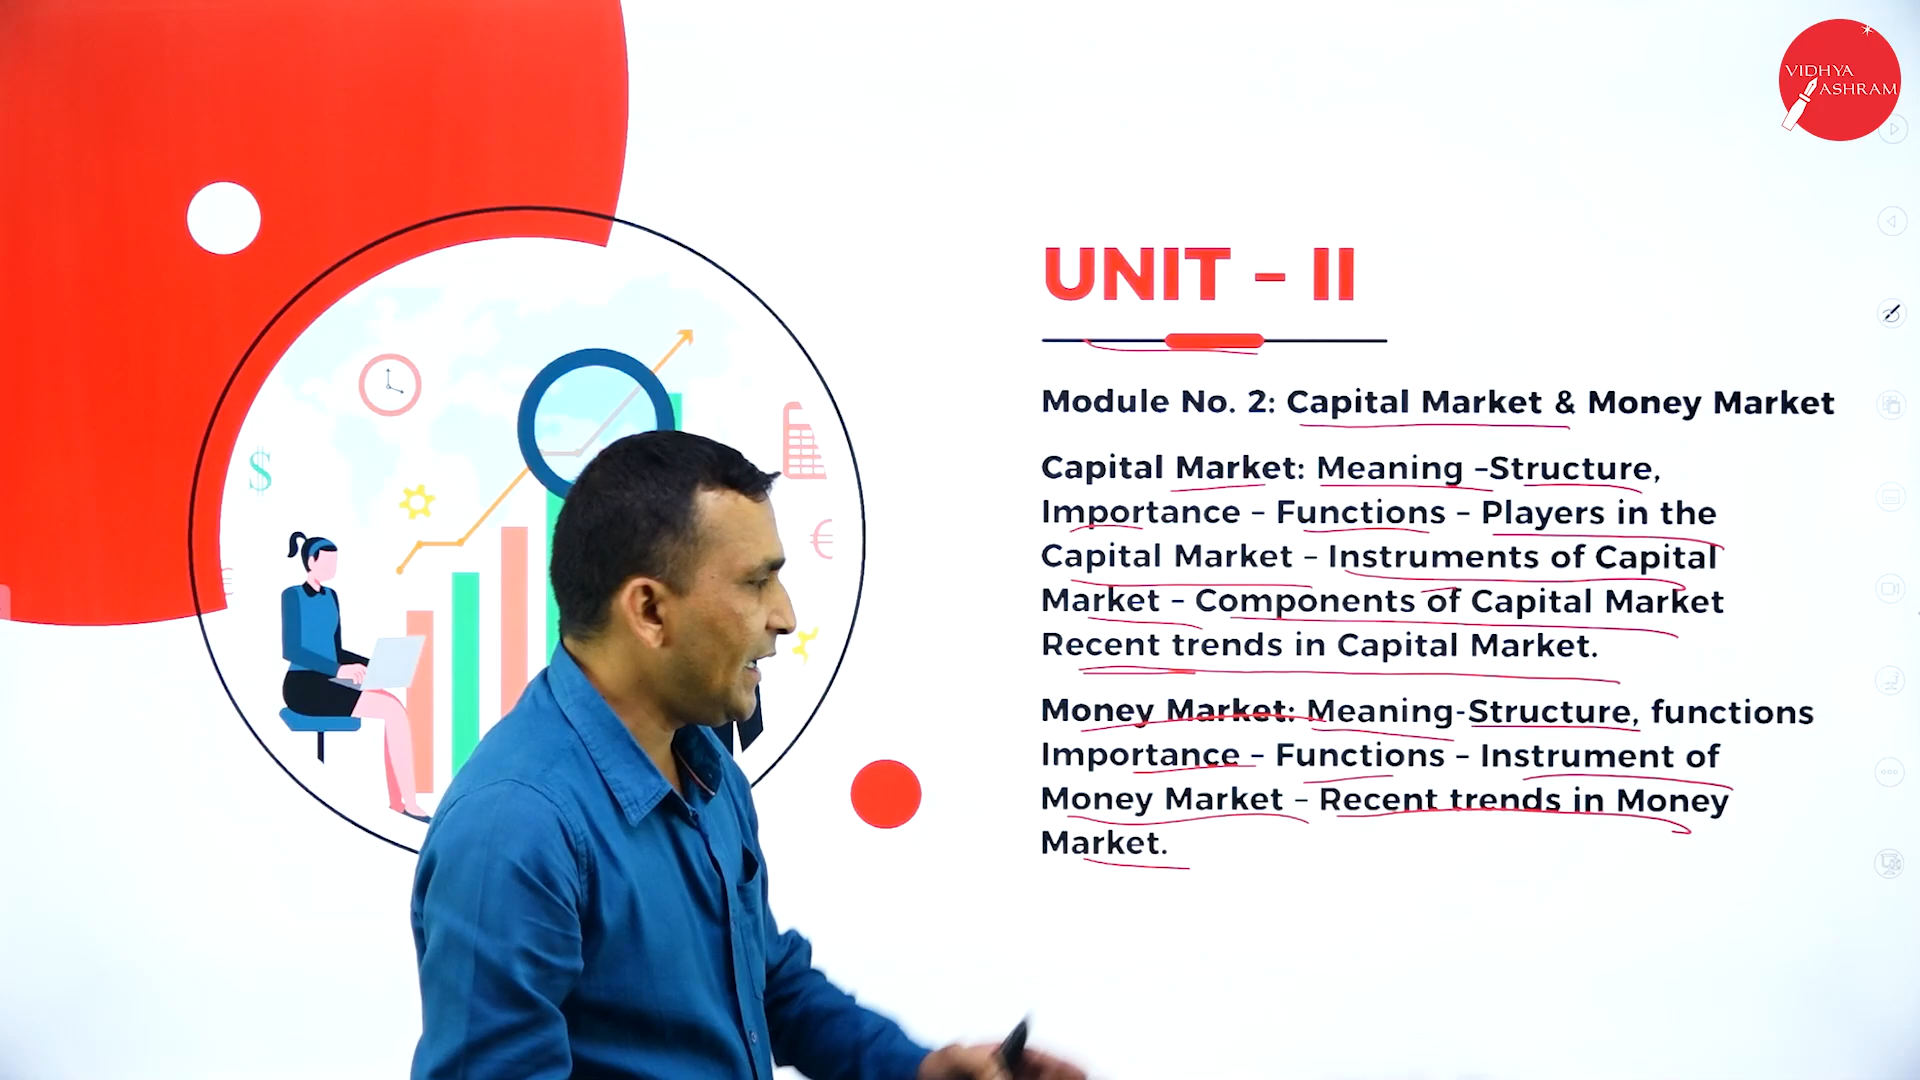 VIDHYA
ASHRAM
UNIT – II
Module No. 2: Capital Market & Money Market
Capital Market: Meaning –Structure,
Importance – Functions – Players in the
Capital Market – Instruments of Capital
Market – Components of Capital Market
Recent trends in Capital Market.
Money Market: Meaning-Structure, functions
Importance – Functions – Instrument of
Money Market – Recent trends in Money
Market.